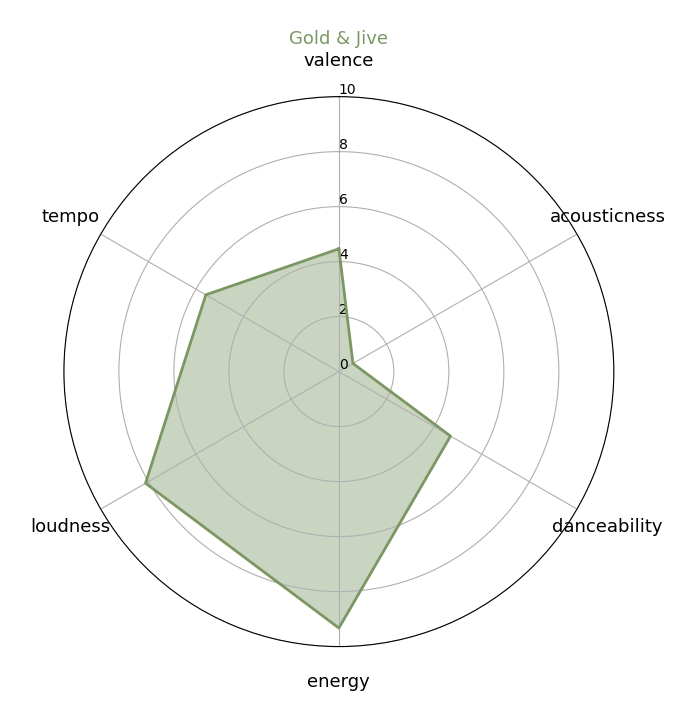 Gold & Jive
valence
10
8
tempo
6
acousticness
4
2
0
loudness
danceability
energy